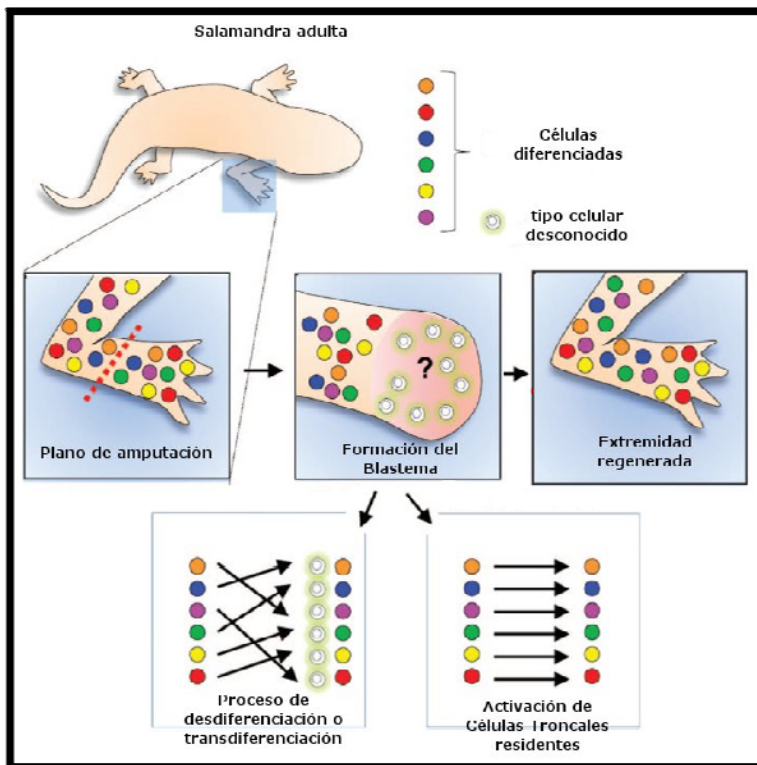 Salamandra adulta
Células
diferenciadas
tipo celular
desconocido
Plano de amputación
?
Formación del
Blastema
Extremidad
regenerada
Proceso de
desdiferenciación o
transdiferenciación
Activación de
Células Troncales
residentes